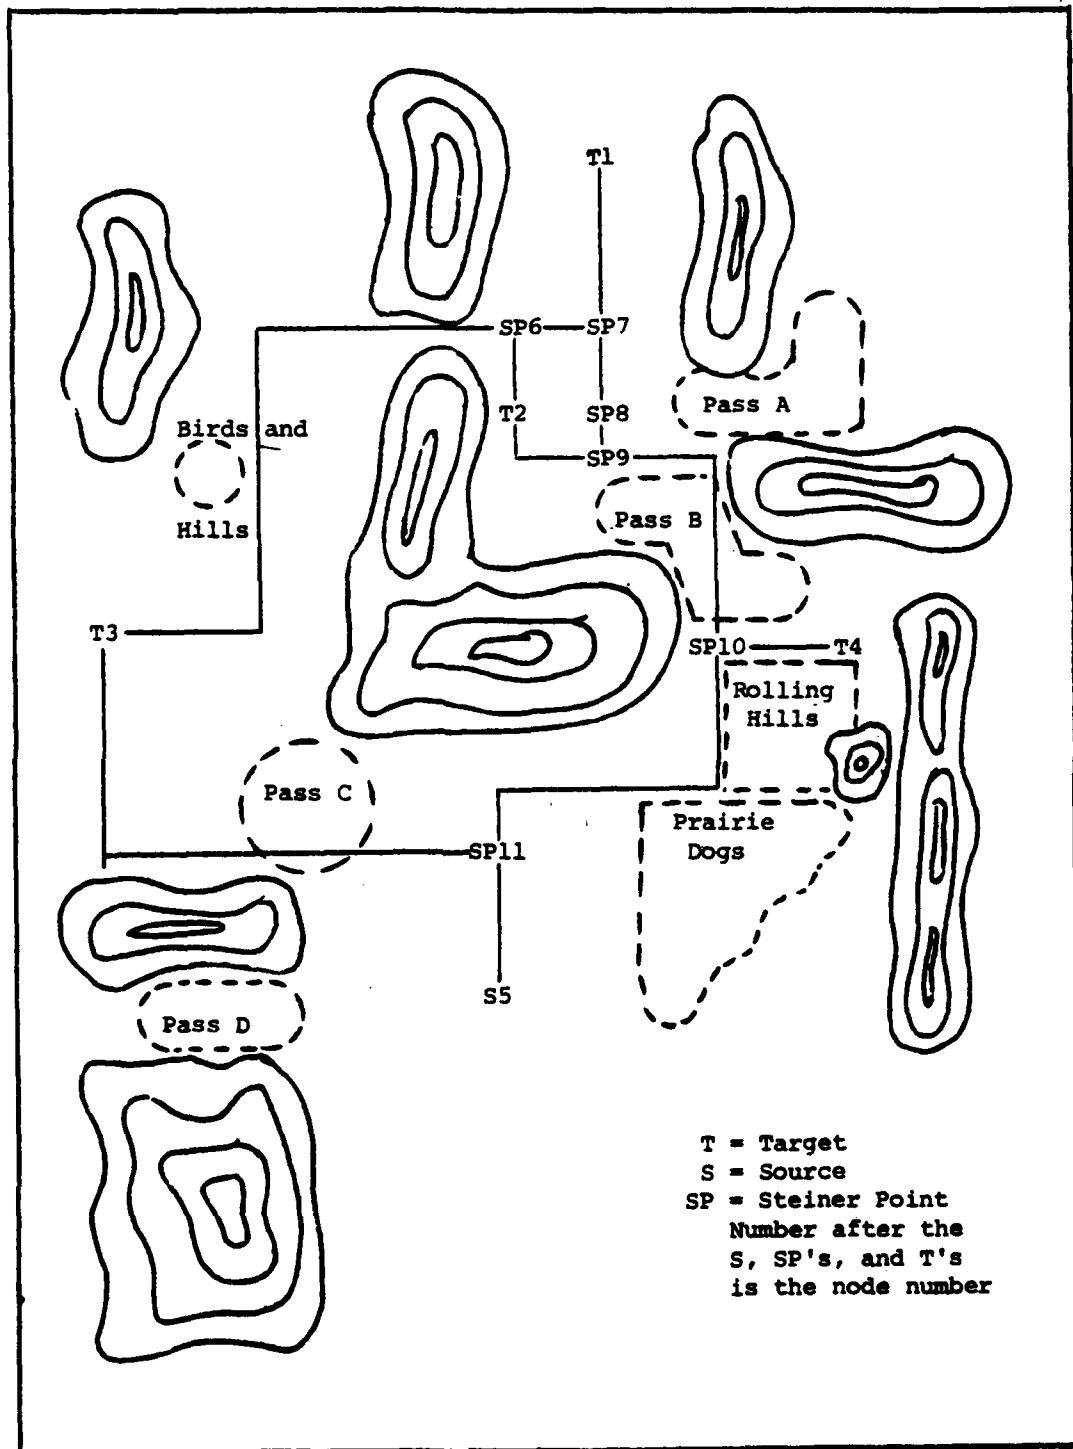 T1
SP6
SP7
T2
SP8
Pass A
Birds and
SP9
Pass B
Hills
T3
SP10
T4
Rolling
Hills
Pass C
Prairie
Dogs
SP11
S5
Pass D
T = Target
S = Source
SP = Steiner Point
Number after the
S, SP's, and T's
is the node number